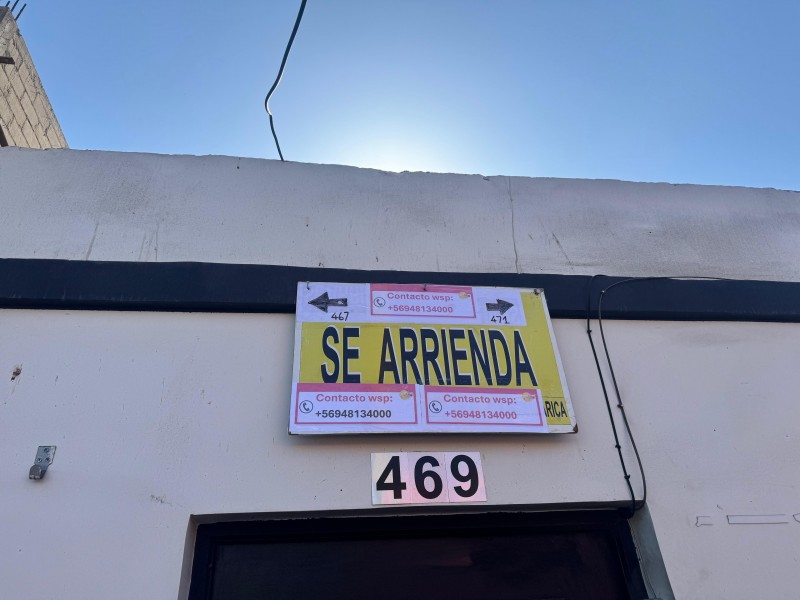 Contacto wsp:
+56948134000
467
471
SE ARRIENDA
Contacto wsp:
+56948134000
Contacto wsp:
+56948134000
RICA
469